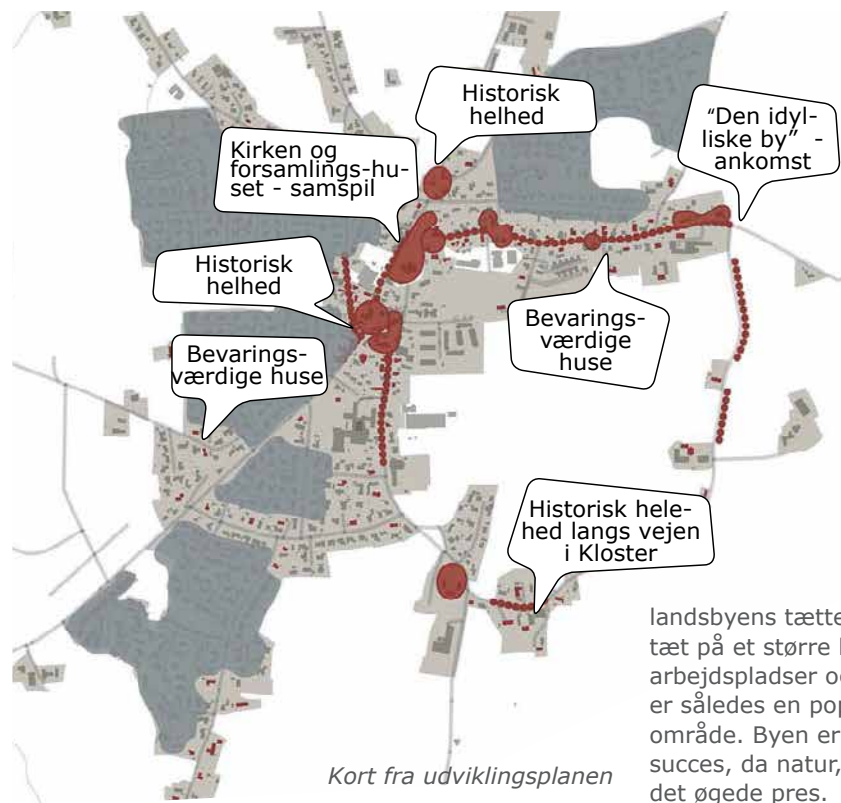 Historisk
helhed
"Den idyl-
liske by" -
ankomst
Kirken og
forsamlings-hu-
set - samspil
Historisk
helhed
Bevarings-
værdige huse
Bevarings-
værdige
huse
Historisk hele-
hed langs vejen
i Kloster
landsbyens tætte
tæt på et større
arbejdspladser
er således en
område. Byen er
succes, da natur,
det øgede pres.
Kort fra udviklingsplanen